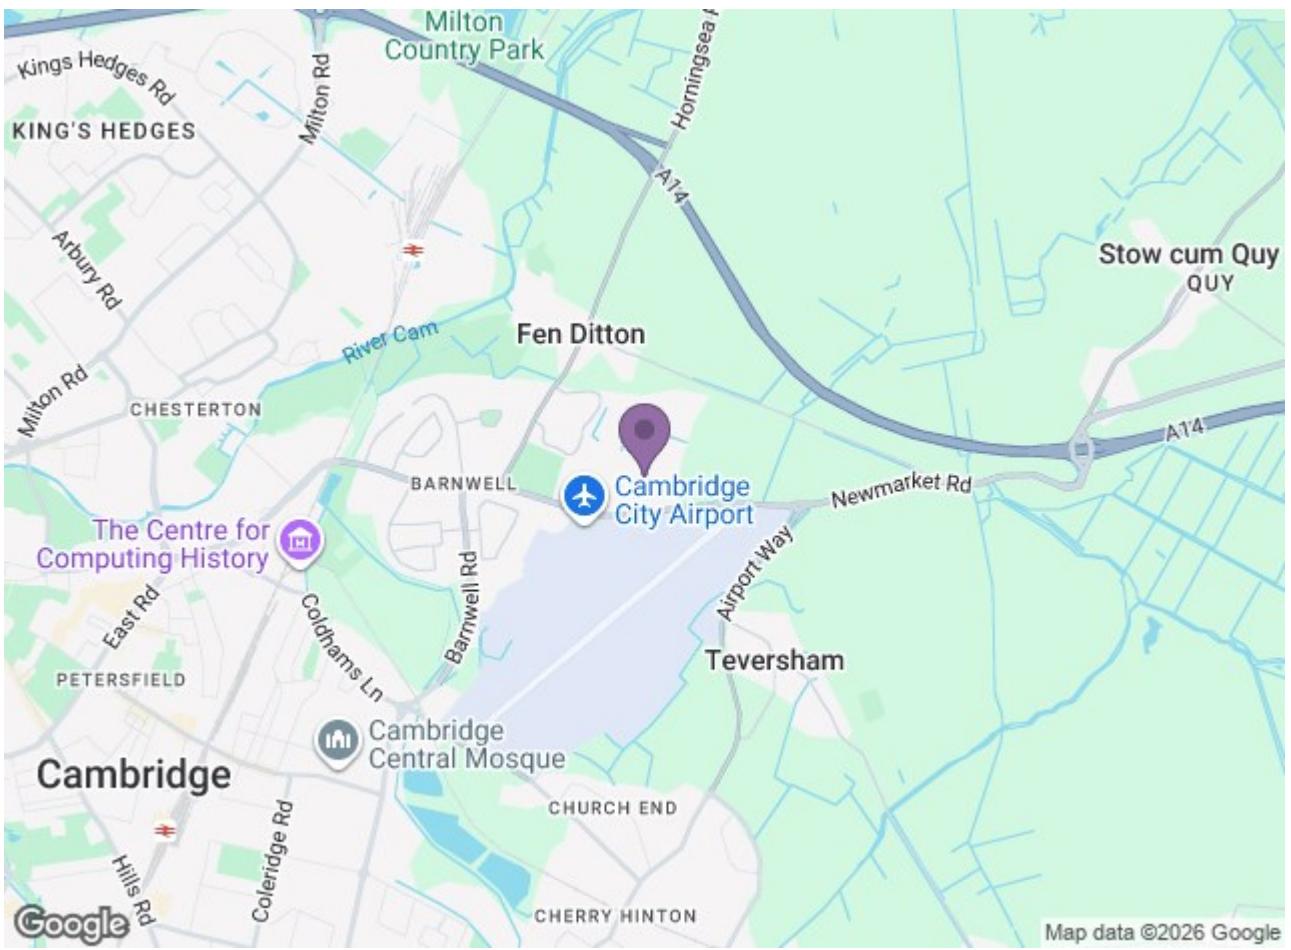 Milton
Country Park
Kings Hedges Rd
Milton Rd
Horningsea
KING'S HEDGES
A14
Arbury Rd
Stow cum Quy
QUY
River Cam
Fen Ditton
Milton Rd
CHESTERTON
A14
BARNWELL
Cambridge
City Airport
Newmarket Rd
The Centre for
Computing History
Airport Way
Barnwell Rd
East Rd
Coldhams Ln
Teversham
PETERSFIELD
Cambridge
Central Mosque
Cambridge
CHURCH END
Coleridge Rd
Hills Rd
CHERRY HINTON
Google
Map data ©2026 Google